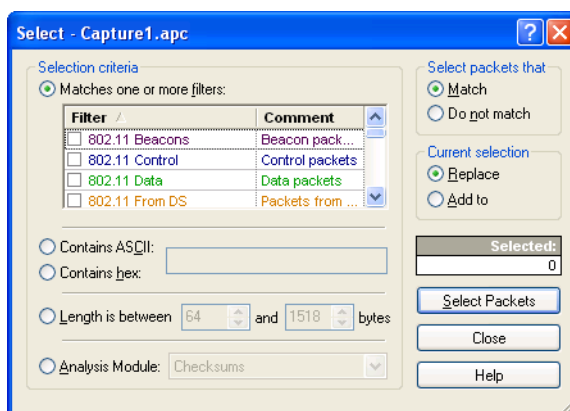 Select - Capture1.apc
Selection criteria
Matches one or more filters:
Filter Comment
802.11 Beacons Beacon pack...
802.11 Control Control packets
802.11 Data Data packets
802.11 From DS Packets from ...
Contains ASCII:
Contains hex:
Length is between 64 and 1518 bytes
Analysis Module: Checksums
Select packets that
Match
Do not match
Current selection
Replace
Add to
Selected:
0
Select Packets
Close
Help